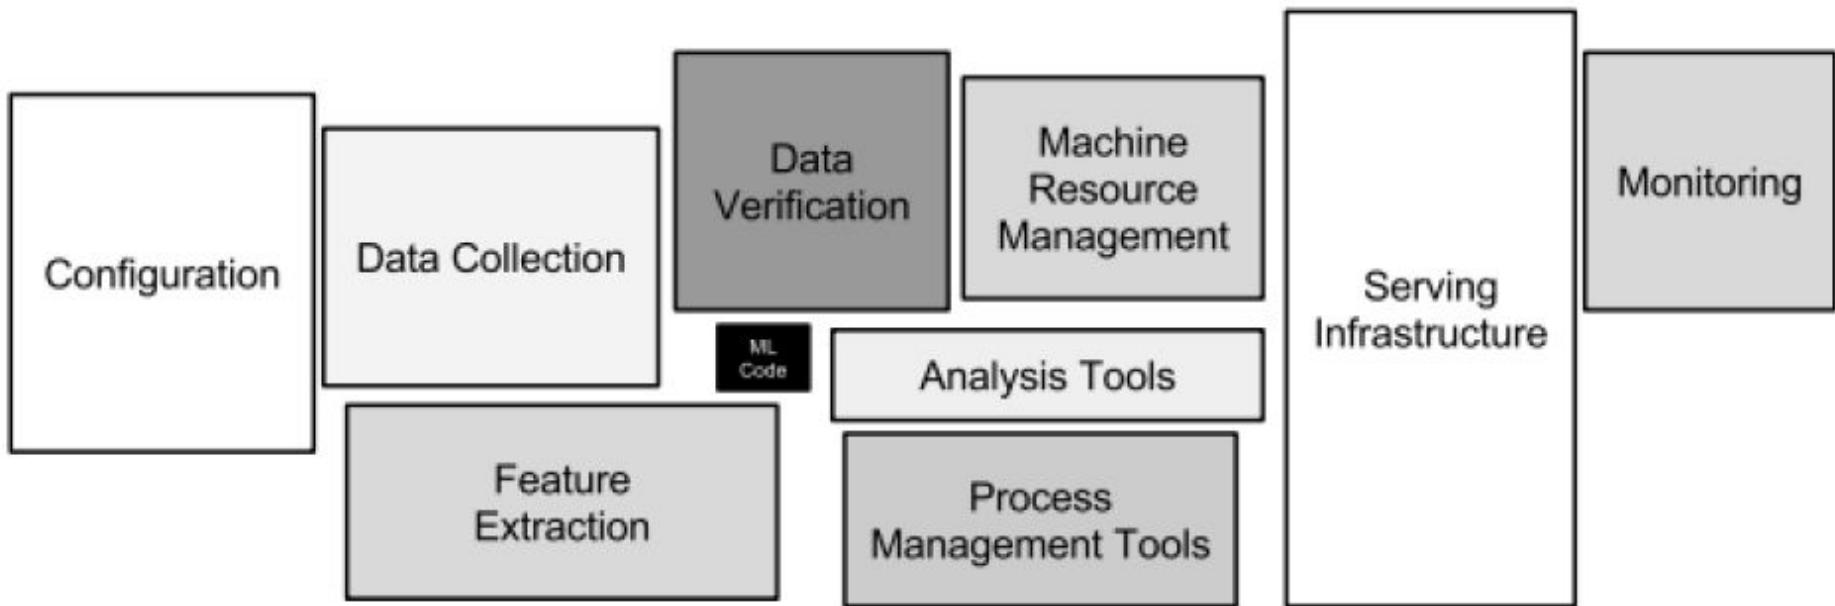 Configuration
Data Collection
Data
Verification
Machine
Resource
Management
Monitoring
Serving
Infrastructure
ML
Code
Analysis Tools
Feature
Extraction
Process
Management Tools